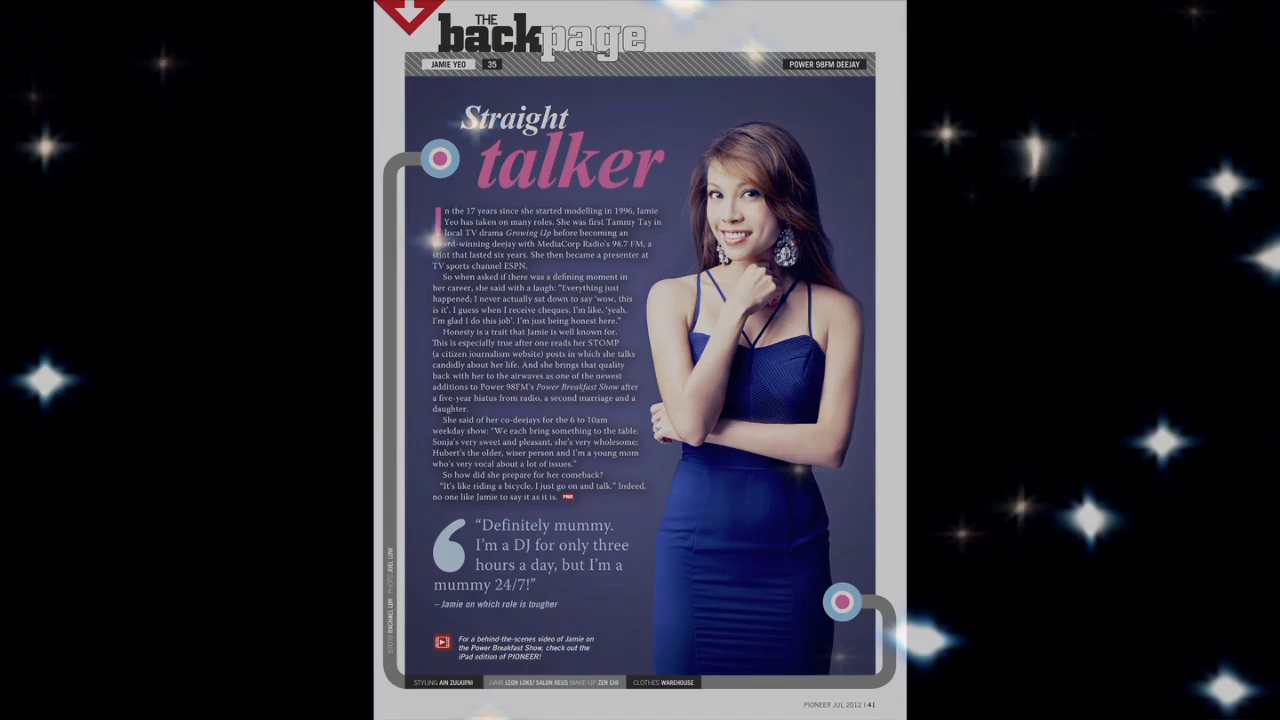 THE
backpage
JAMIE YEO 35 POWER 98FM DEEJAY
Straight
talker
In the 17 years since she started modelling in 1996, Jamie
Yeo has taken on many roles. She was first Tammy Tay in
local TV drama Growing Up before becoming an
award-winning deejay with MediaCorp Radio's 98.7 FM, a
stint that lasted six years. She then became a presenter at
TV sports channel ESPN.
So when asked if there was a defining moment in
her career, she said with a laugh: “Everything just
happened; I never actually sat down to say ‘wow, this
is it’. I guess when I receive cheques, I'm like, ‘yeah,
I'm glad I do this job’. I'm just being honest here.”
Honesty is a trait that Jamie is well known for.
This is especially true after one reads her STOMP
(a citizen journalism website) posts in which she talks
candidly about her life. And she brings that quality
back with her to the airwaves as one of the newest
additions to Power 98FM's Power Breakfast Show after
a five-year hiatus from radio, a second marriage and a
daughter.
She said of her co-deejays for the 6 to 10am
weekday show: “We each bring something to the table.
Sonja's very sweet and pleasant, she's very wholesome;
Hubert's the older, wiser person and I'm a young mom
who's very vocal about a lot of issues.”
So how did she prepare for her comeback?
“It's like riding a bicycle, I just go on and talk.” Indeed,
no one like Jamie to say it as it is.
“Definitely mummy.
I'm a DJ for only three
hours a day, but I'm a
mummy 24/7!”
– Jamie on which role is tougher
For a behind-the-scenes video of Jamie on
the Power Breakfast Show, check out the
iPad edition of PIONEER!
STORY RACHAEL LIM PHOTO JOEL LOW
STYLING AIN ZULKIFNI HAIR LEON LOKE/ SALON REUS, MAKE-UP ZEN CHI CLOTHES WAREHOUSE
PIONEER JUL 2012 | 41